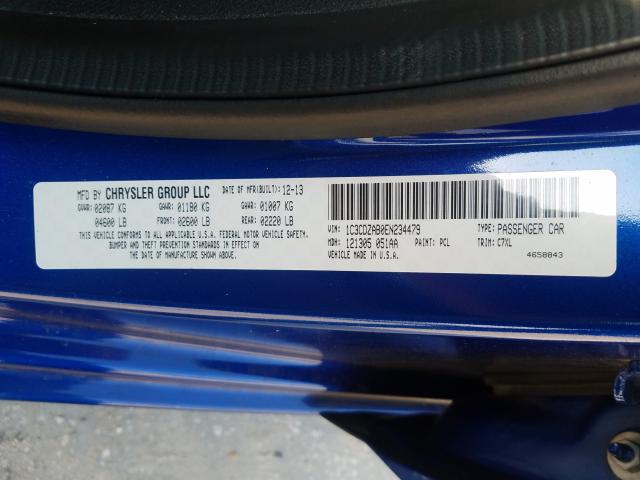 MFD BY CHRYSLER GROUP LLC DATE OF MFR(BUILT): 12-13
GVWR: 02087 KG GAWR: 01180 KG GAWR: 01007 KG
04600 LB FRONT: 02600 LB REAR: 02220 LB
THIS VEHICLE CONFORMS TO ALL APPLICABLE U.S.A. FEDERAL MOTOR VEHICLE SAFETY,
BUMPER AND THEFT PREVENTION STANDARDS IN EFFECT ON
THE DATE OF MANUFACTURE SHOWN ABOVE.
VIN: 1C3CDZAB0EN234479 TYPE: PASSENGER CAR
MDH: 121305 051AA PAINT: PCL TRIM: C7XL
VEHICLE MADE IN U.S.A. 4658843